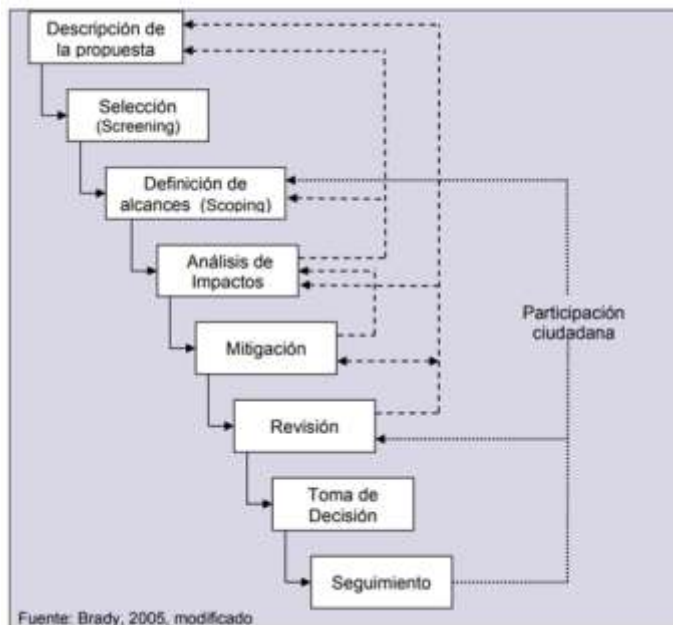 Descripción de
la propuesta
Selección
(Screening)
Definición de
alcances (Scoping)
Análisis de
Impactos
Participación
ciudadana
Mitigación
Revisión
Toma de
Decisión
Seguimiento
Fuente: Brady, 2005, modificado